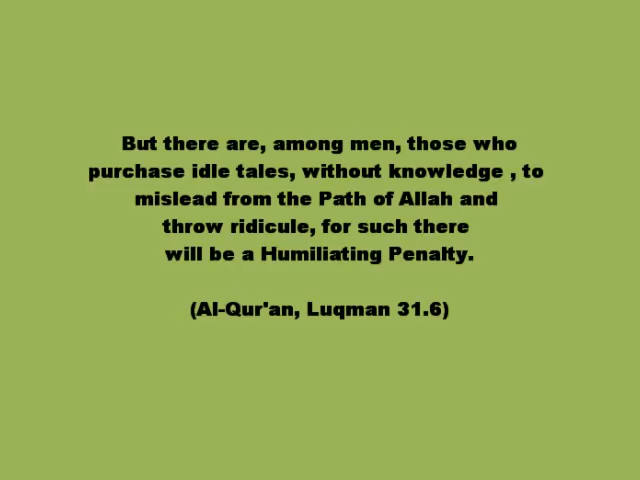 But there are, among men, those who
purchase idle tales, without knowledge , to
mislead from the Path of Allah and
throw ridicule, for such there
will be a Humiliating Penalty.
(Al-Qur'an, Luqman 31.6)